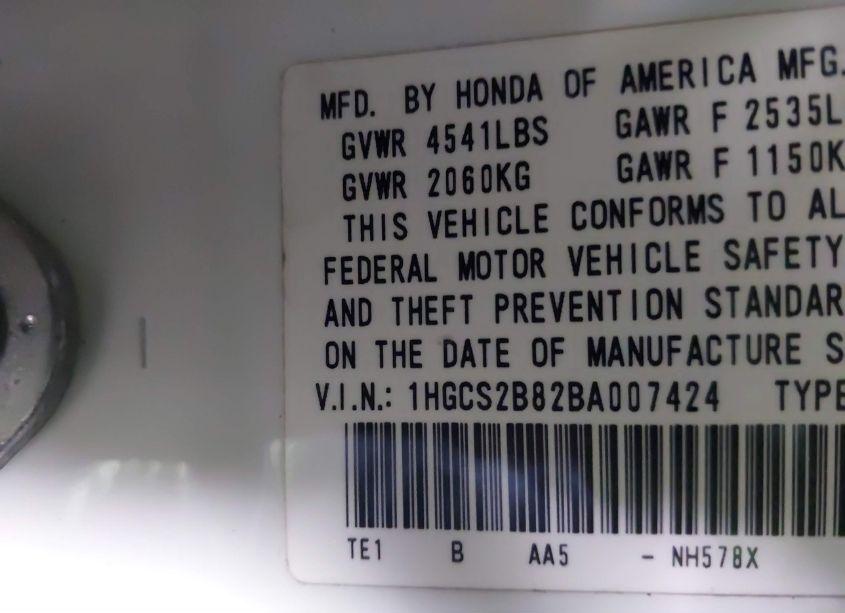 MFD. BY HONDA OF AMERICA MFG.
GVWR 4541LBS GAWR F 2535L
GVWR 2060KG GAWR F 1150K
THIS VEHICLE CONFORMS TO AL
FEDERAL MOTOR VEHICLE SAFETY
AND THEFT PREVENTION STANDAR
ON THE DATE OF MANUFACTURE S
V.I.N.: 1HGCS2B82BA007424 TYPE
TE1 B AA5 - NH578X